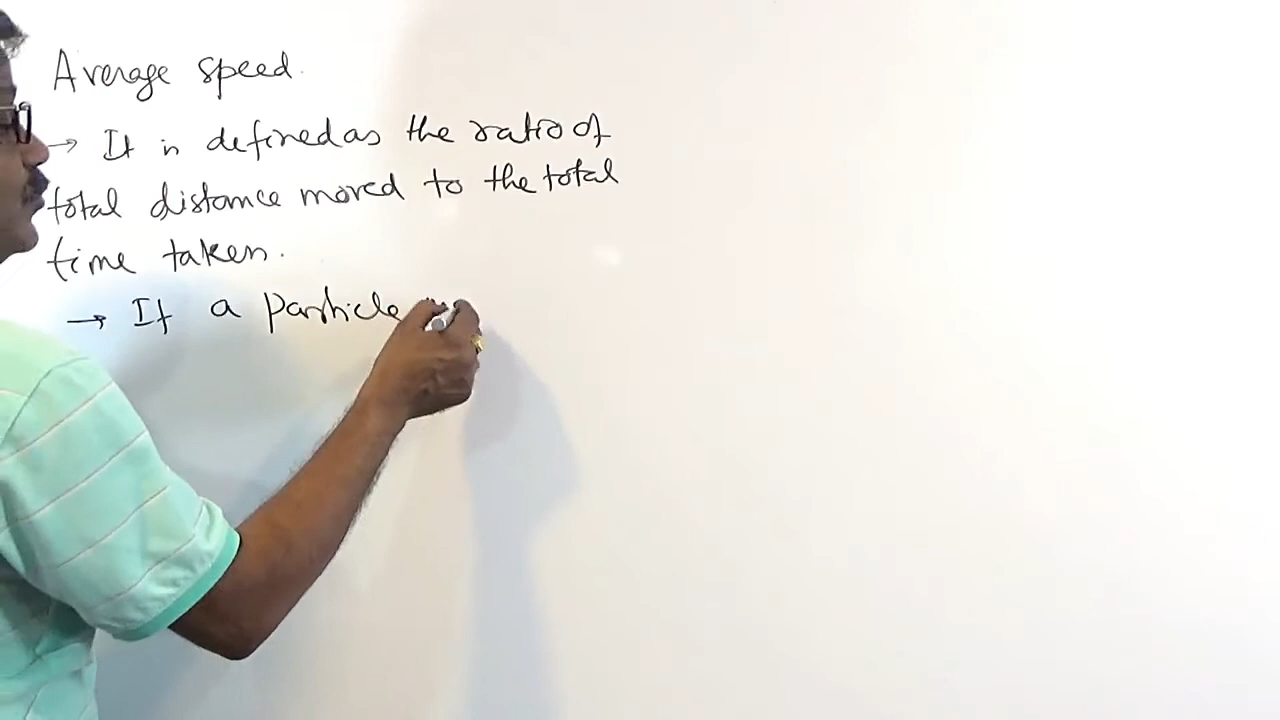 Average speed.
→ It is defined as the ratio of
total distance moved to the total
time taken.
→ If a particle